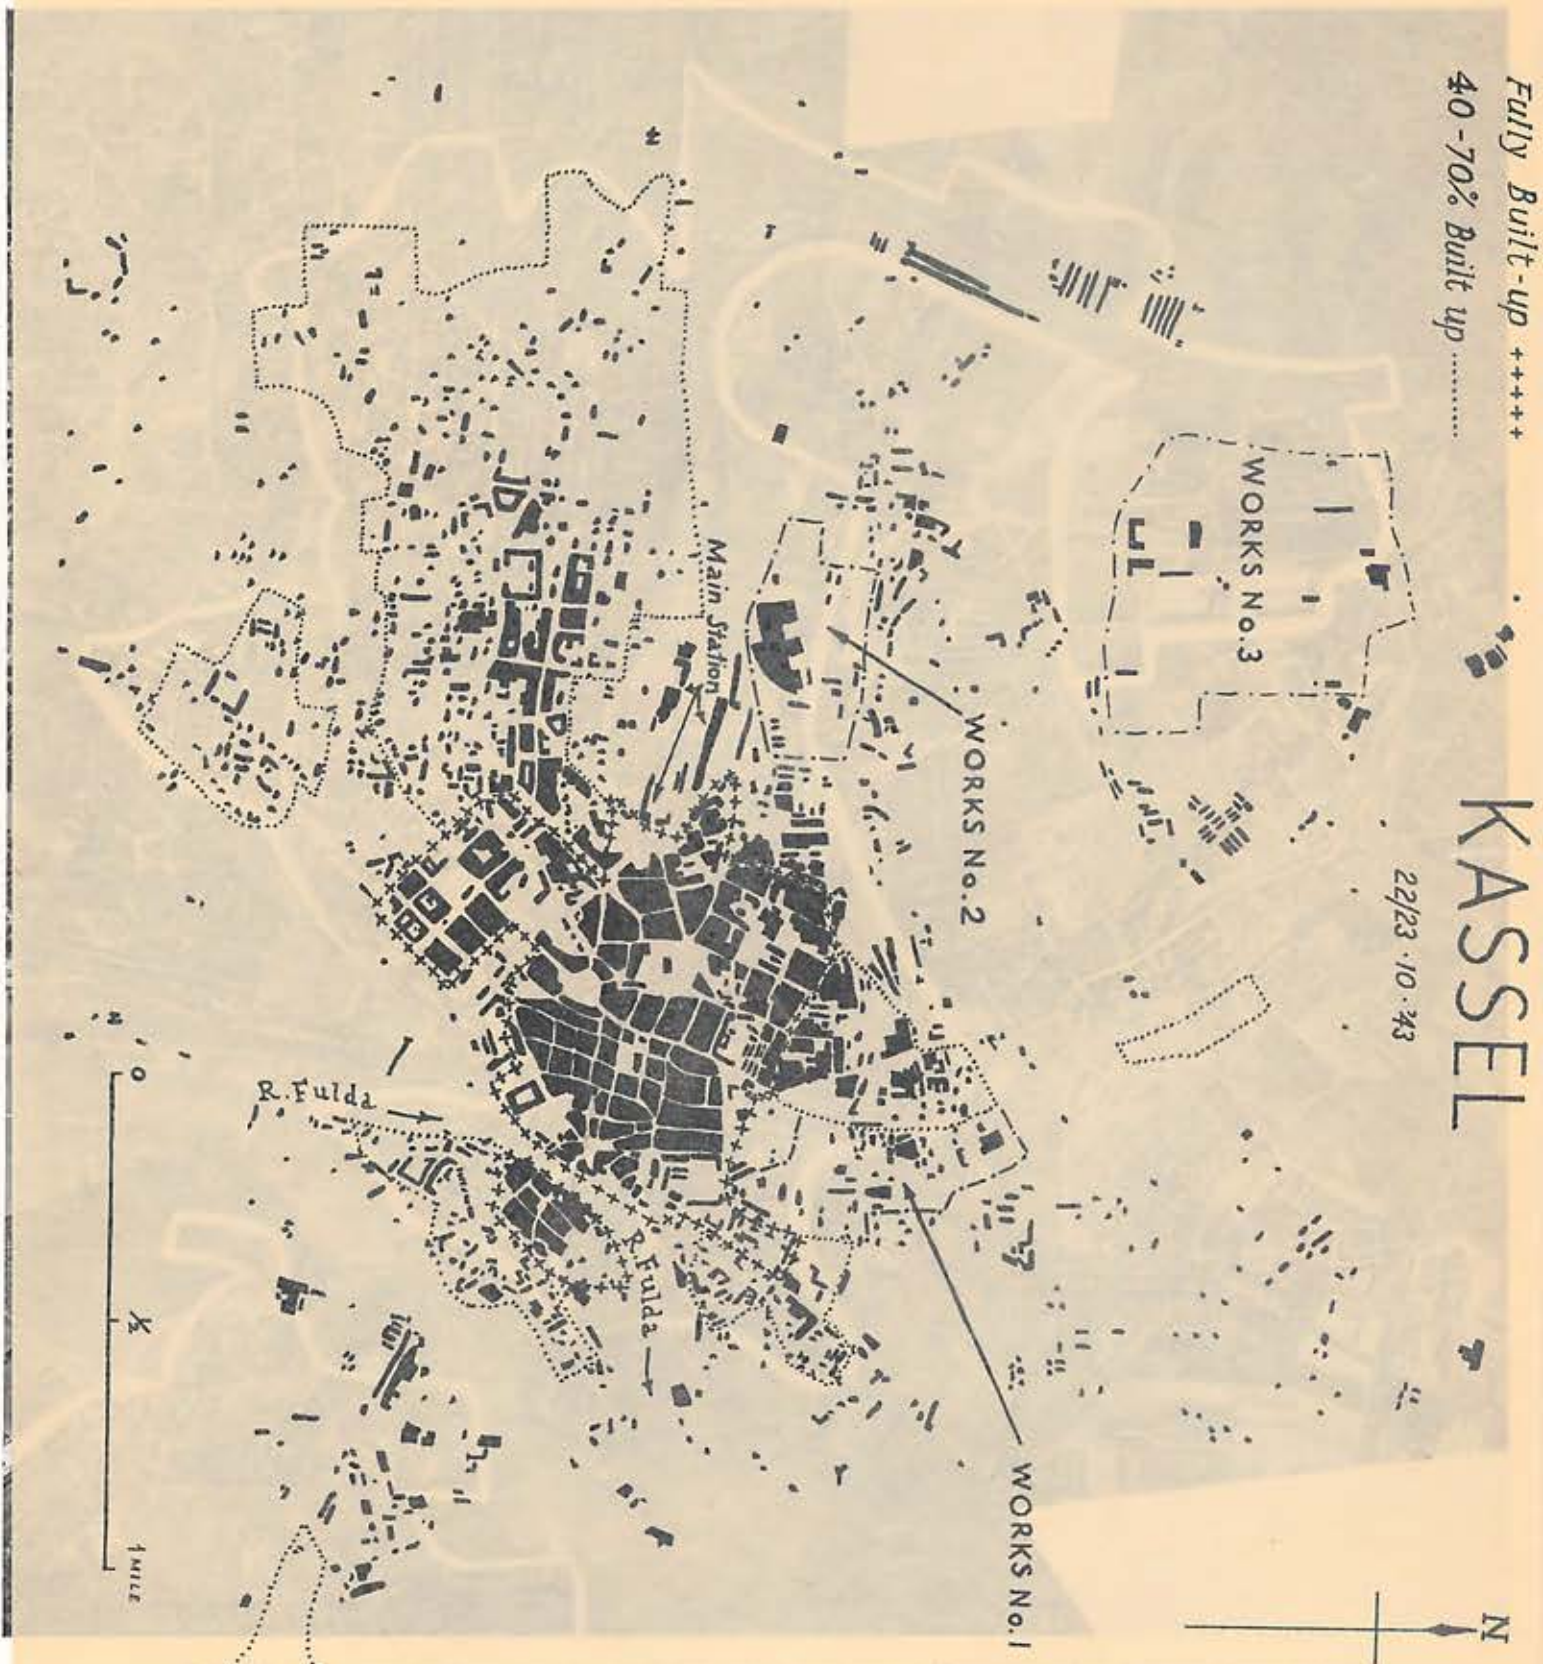 KASSEL
22/23·10·43
Fully Built-up +++++
40-70% Built up ..........
N
WORKS No.3
WORKS No.2
Main Station
WORKS No.1
R. Fulda
R. Fulda
0
½
1 MILE